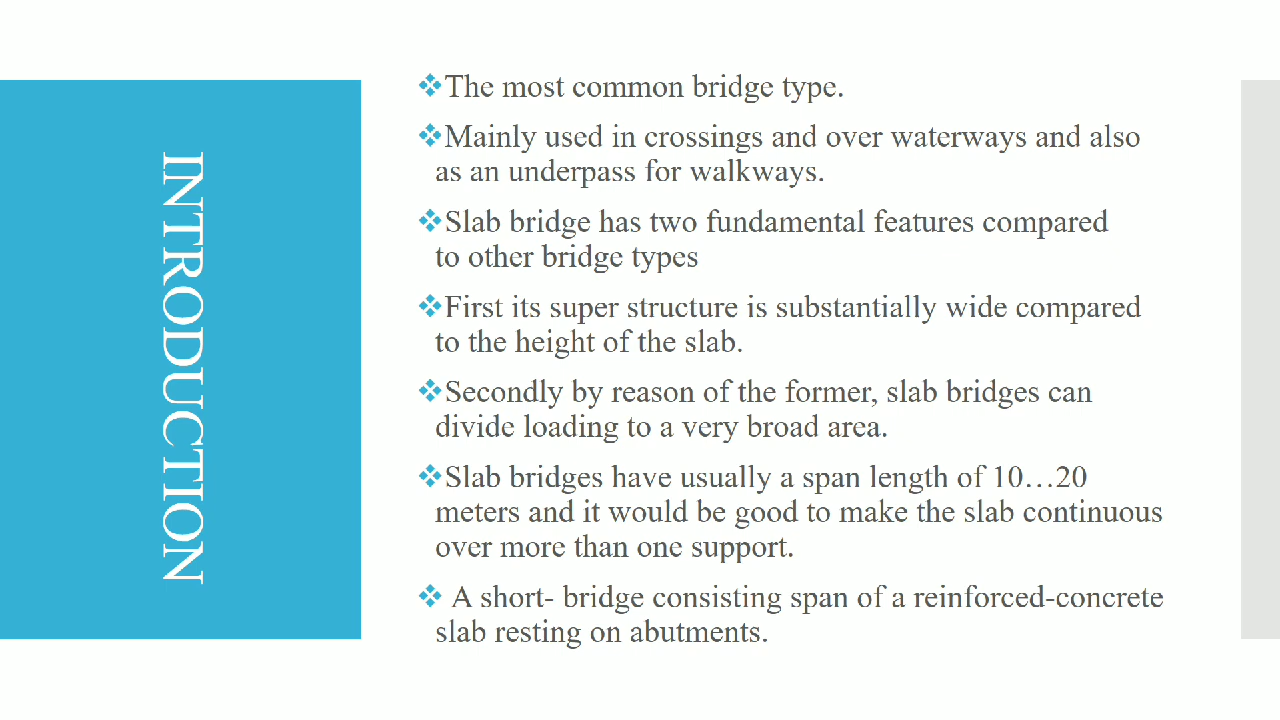 INTRODUCTION
❖The most common bridge type.
❖Mainly used in crossings and over waterways and also
as an underpass for walkways.
❖Slab bridge has two fundamental features compared
to other bridge types
❖First its super structure is substantially wide compared
to the height of the slab.
❖Secondly by reason of the former, slab bridges can
divide loading to a very broad area.
❖Slab bridges have usually a span length of 10…20
meters and it would be good to make the slab continuous
over more than one support.
❖ A short- bridge consisting span of a reinforced-concrete
slab resting on abutments.